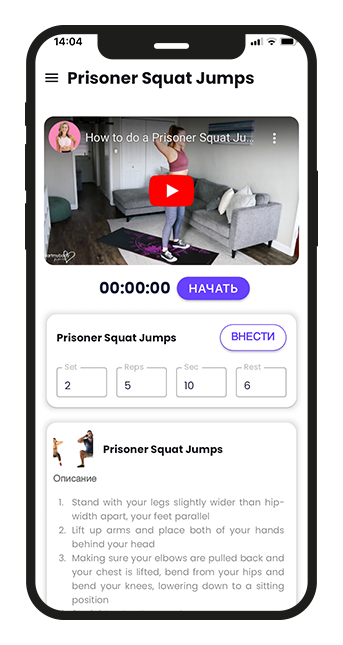 14:04
Prisoner Squat Jumps
How to do a Prisoner Squat Ju...
00:00:00 НАЧАТЬ
Prisoner Squat Jumps ВНЕСТИ
Set Reps Sec Rest
2 5 10 6
Prisoner Squat Jumps
Описание
1. Stand with your legs slightly wider than hip-
width apart, your feet parallel
2. Lift up arms and place both of your hands
behind your head
3. Making sure your elbows are pulled back and
your chest is lifted, bend from your hips and
bend your knees, lowering down to a sitting
position